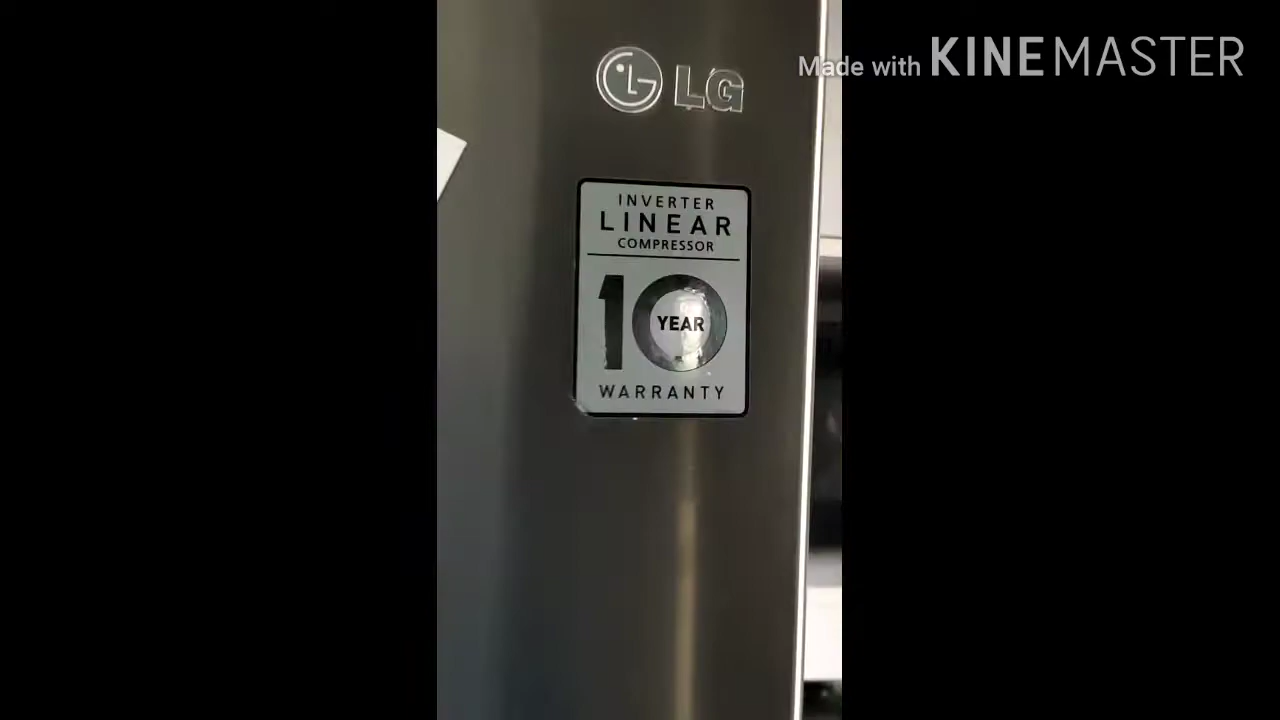 Made with KINEMASTER
LG
INVERTER
LINEAR
COMPRESSOR
10
YEAR
WARRANTY